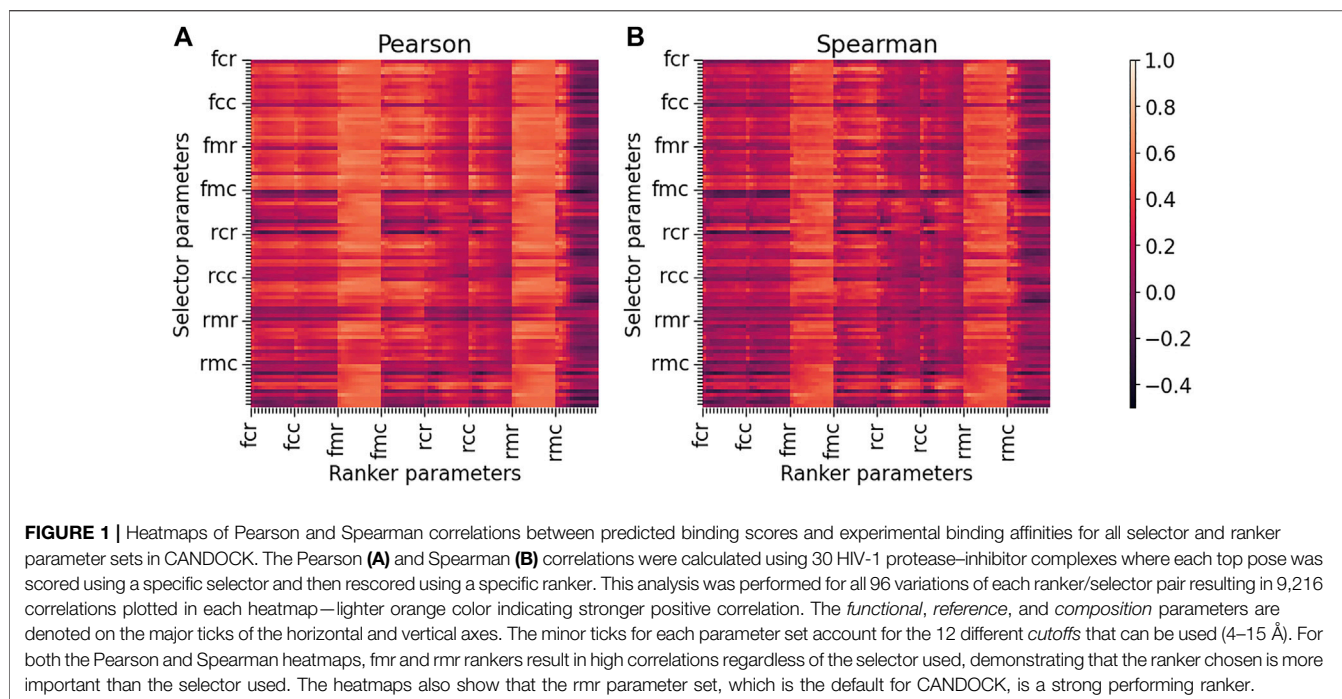 A
Pearson
fcr
fcc
fmr
fmc
rcr
rcc
rmr
rmc
Selector parameters
fcr
fcc
fmr
fmc
rcr
rcc
rmr
rmc
Ranker parameters
B
Spearman
fcr
fcc
fmr
fmc
rcr
rcc
rmr
rmc
Selector parameters
fcr
fcc
fmr
fmc
rcr
rcc
rmr
rmc
Ranker parameters
1.0
0.8
0.6
0.4
0.2
0.0
−0.2
−0.4
FIGURE 1 | Heatmaps of Pearson and Spearman correlations between predicted binding scores and experimental binding affinities for all selector and ranker
parameter sets in CANDOCK. The Pearson (A) and Spearman (B) correlations were calculated using 30 HIV-1 protease–inhibitor complexes where each top pose was
scored using a specific selector and then rescored using a specific ranker. This analysis was performed for all 96 variations of each ranker/selector pair resulting in 9,216
correlations plotted in each heatmap—lighter orange color indicating stronger positive correlation. The functional, reference, and composition parameters are
denoted on the major ticks of the horizontal and vertical axes. The minor ticks for each parameter set account for the 12 different cutoffs that can be used (4–15 Å). For
both the Pearson and Spearman heatmaps, fmr and rmr rankers result in high correlations regardless of the selector used, demonstrating that the ranker chosen is more
important than the selector used. The heatmaps also show that the rmr parameter set, which is the default for CANDOCK, is a strong performing ranker.